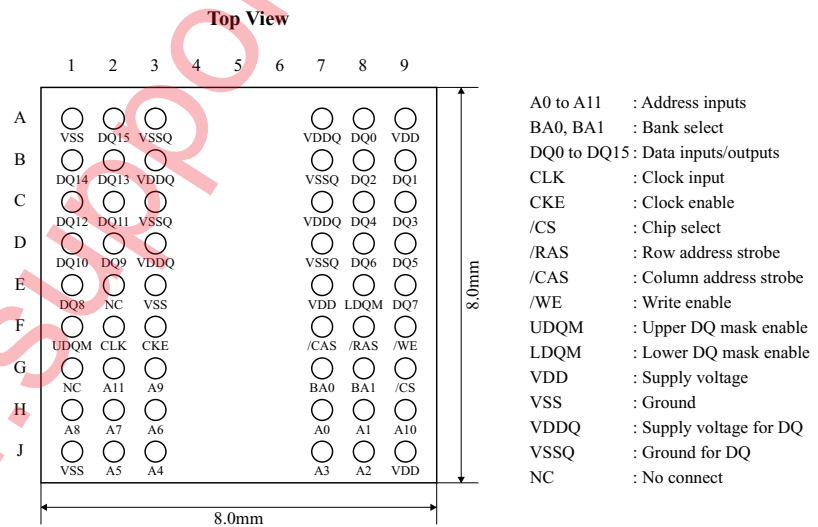 Top View
1 2 3 4 5 6 7 8 9
A
VSS DQ15 VSSQ VDDQ DQ0 VDD
B
DQ14 DQ13 VDDQ VSSQ DQ2 DQ1
C
DQ12 DQ11 VSSQ VDDQ DQ4 DQ3
D
DQ10 DQ9 VDDQ VSSQ DQ6 DQ5
E
DQ8 NC VSS VDD LDQM DQ7
F
UDQM CLK CKE /CAS /RAS /WE
G
NC A11 A9 BA0 BA1 /CS
H
A8 A7 A6 A0 A1 A10
J
VSS A5 A4 A3 A2 VDD
8.0mm
8.0mm
A0 to A11 : Address inputs
BA0, BA1 : Bank select
DQ0 to DQ15 : Data inputs/outputs
CLK : Clock input
CKE : Clock enable
/CS : Chip select
/RAS : Row address strobe
/CAS : Column address strobe
/WE : Write enable
UDQM : Upper DQ mask enable
LDQM : Lower DQ mask enable
VDD : Supply voltage
VSS : Ground
VDDQ : Supply voltage for DQ
VSSQ : Ground for DQ
NC : No connect
.suppor